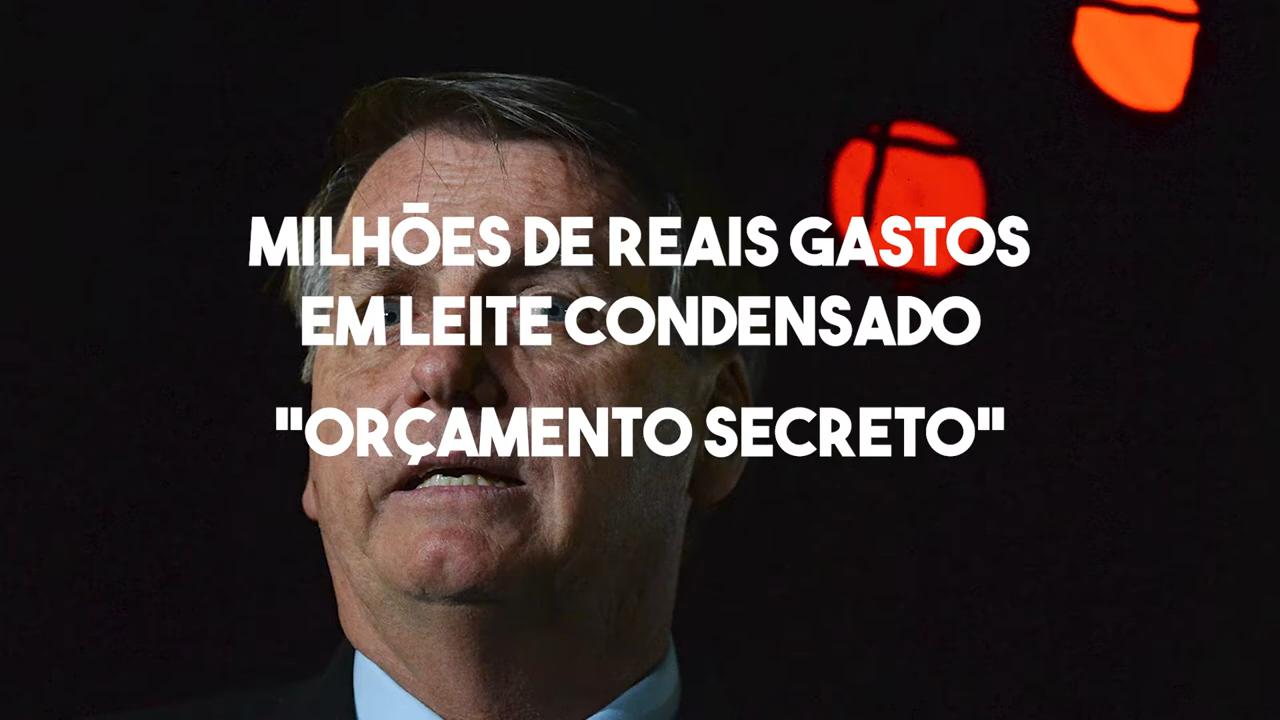 MILHÕES DE REAIS GASTOS
EM LEITE CONDENSADO
"ORÇAMENTO SECRETO"